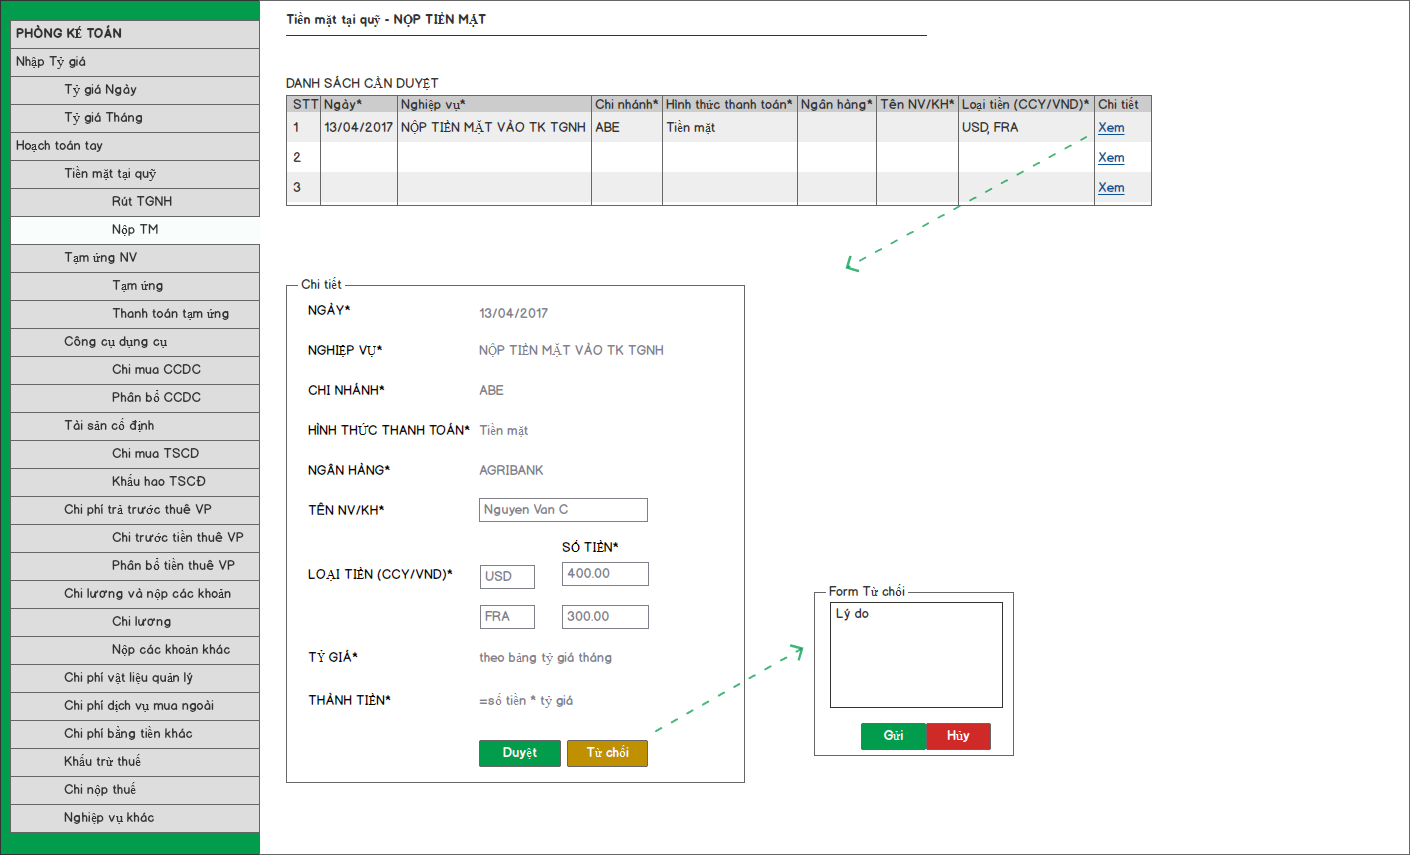 PHÒNG KẾ TOÁN
Nhập Tỷ giá
Tỷ giá Ngày
Tỷ giá Tháng
Hoạch toán tay
Tiền mặt tại quỹ
Rút TGNH
Nộp TM
Tạm ứng NV
Tạm ứng
Thanh toán tạm ứng
Công cụ dụng cụ
Chi mua CCDC
Phân bổ CCDC
Tài sản cố định
Chi mua TSCD
Khấu hao TSCĐ
Chi phí trả trước thuê VP
Chi trước tiền thuê VP
Phân bổ tiền thuê VP
Chi lương và nộp các khoản
Chi lương
Nộp các khoản khác
Chi phí vật liệu quản lý
Chi phí dịch vụ mua ngoài
Chi phí bằng tiền khác
Khấu trừ thuế
Chi nộp thuế
Nghiệp vụ khác
Tiền mặt tại quỹ - NỘP TIỀN MẶT
DANH SÁCH CẦN DUYỆT
STT Ngày* Nghiệp vụ* Chi nhánh* Hình thức thanh toán* Ngân hàng* Tên NV/KH* Loại tiền (CCY/VND)* Chi tiết
1 13/04/2017 NỘP TIỀN MẶT VÀO TK TGNH ABE Tiền mặt USD, FRA Xem
2 Xem
3 Xem
Chi tiết
NGÀY* 13/04/2017
NGHIỆP VỤ* NỘP TIỀN MẶT VÀO TK TGNH
CHI NHÁNH* ABE
HÌNH THỨC THANH TOÁN* Tiền mặt
NGÂN HÀNG* AGRIBANK
TÊN NV/KH* Nguyen Van C
SỐ TIỀN*
LOẠI TIỀN (CCY/VND)* USD 400.00
FRA 300.00
TỶ GIÁ* theo bảng tỷ giá tháng
THÀNH TIỀN* =số tiền * tỷ giá
Duyệt Từ chối
Form Từ chối
Lý do
Gửi Hủy